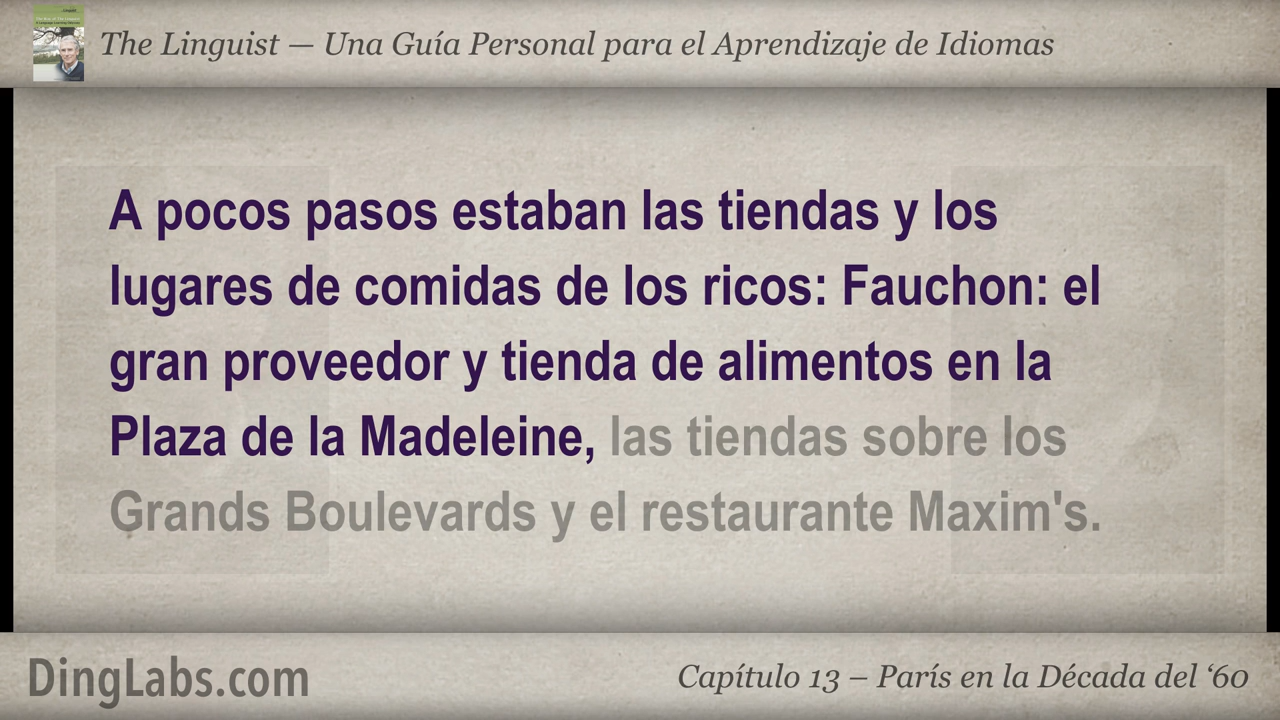 The Linguist — Una Guía Personal para el Aprendizaje de Idiomas
A pocos pasos estaban las tiendas y los
lugares de comidas de los ricos: Fauchon: el
gran proveedor y tienda de alimentos en la
Plaza de la Madeleine, las tiendas sobre los
Grands Boulevards y el restaurante Maxim's.
DingLabs.com
Capítulo 13 – París en la Década del ‘60